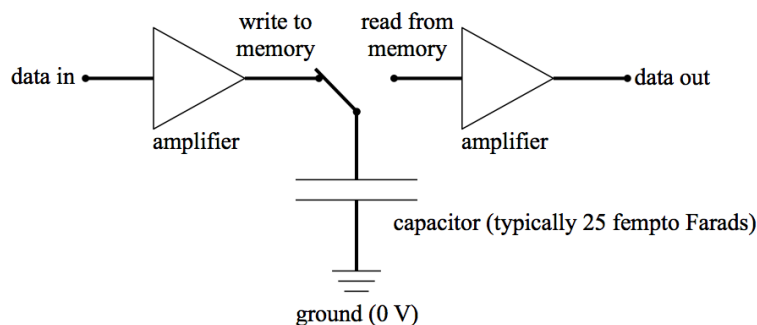 write to
memory
read from
memory
data in
data out
amplifier
amplifier
capacitor (typically 25 fempto Farads)
ground (0 V)